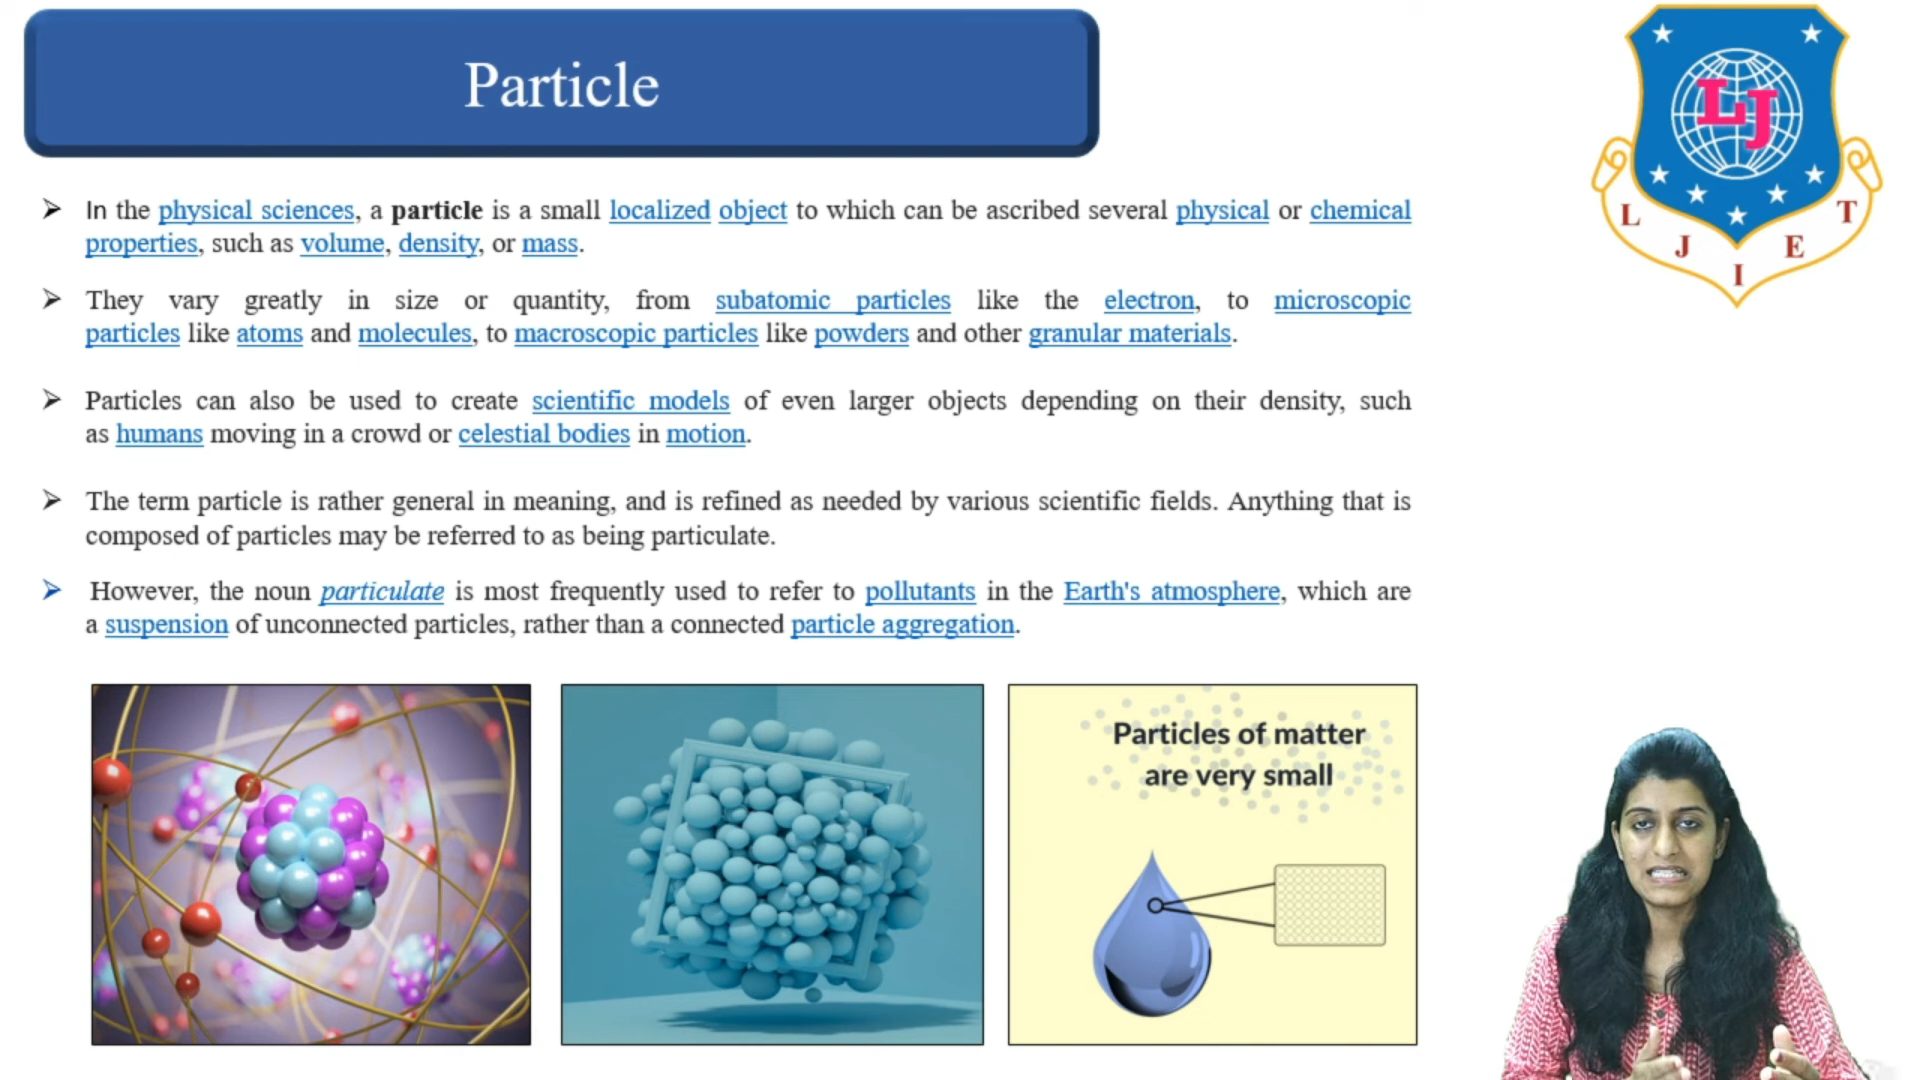 Particle
In the physical sciences, a particle is a small localized object to which can be ascribed several physical or chemical
properties, such as volume, density, or mass.
They vary greatly in size or quantity, from subatomic particles like the electron, to microscopic
particles like atoms and molecules, to macroscopic particles like powders and other granular materials.
Particles can also be used to create scientific models of even larger objects depending on their density, such
as humans moving in a crowd or celestial bodies in motion.
The term particle is rather general in meaning, and is refined as needed by various scientific fields. Anything that is
composed of particles may be referred to as being particulate.
However, the noun particulate is most frequently used to refer to pollutants in the Earth's atmosphere, which are
a suspension of unconnected particles, rather than a connected particle aggregation.
Particles of matter
are very small
LJ
L J I E T